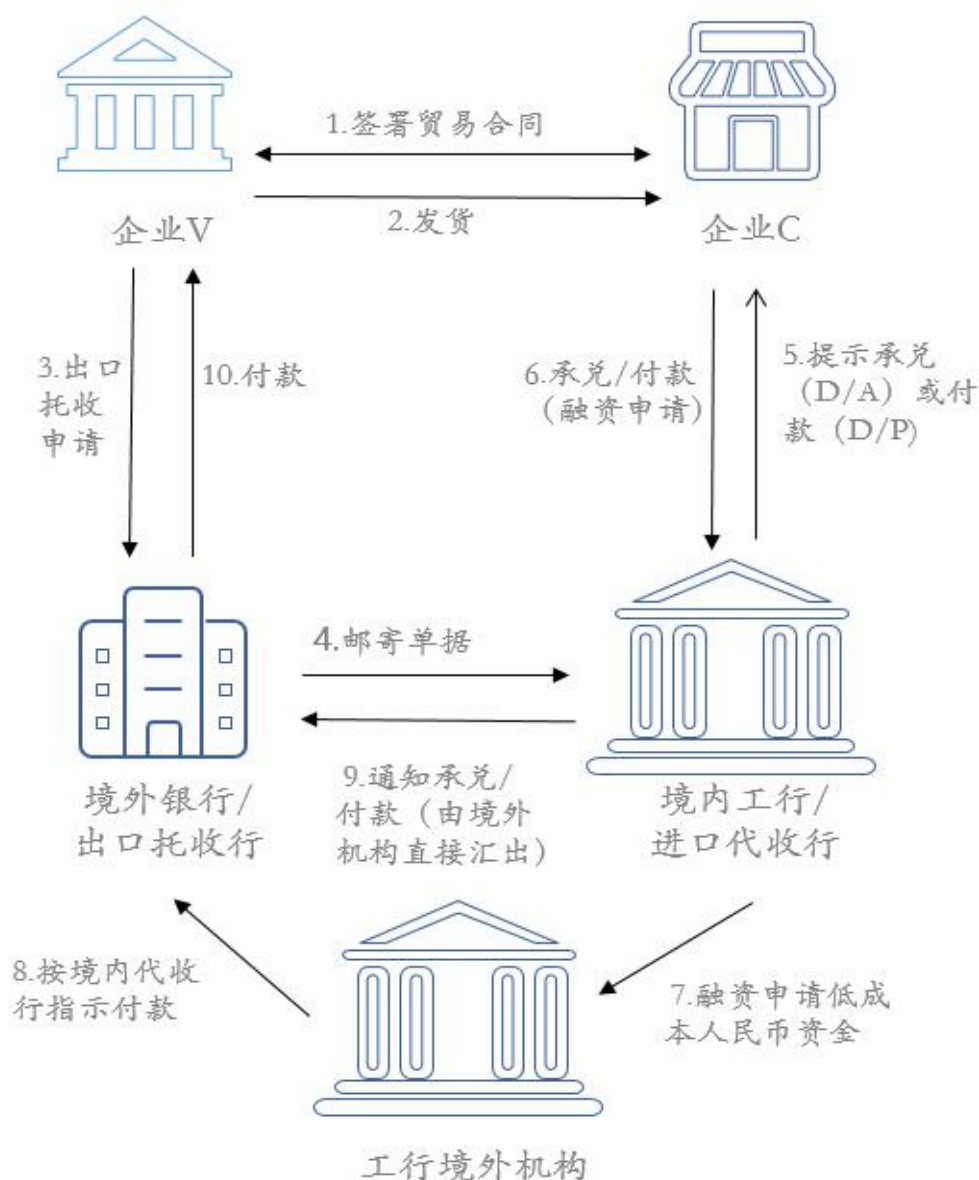 1.签署贸易合同
2.发货
企业V
企业C
3.出口
托收
申请
10.付款
6.承兑/付款
（融资申请）
5.提示承兑
（D/A）或付
款（D/P)
4.邮寄单据
9.通知承兑/
付款（由境外
机构直接汇出）
境外银行/
出口托收行
境内工行/
进口代收行
8.按境内代收
行指示付款
7.融资申请低成
本人民币资金
工行境外机构